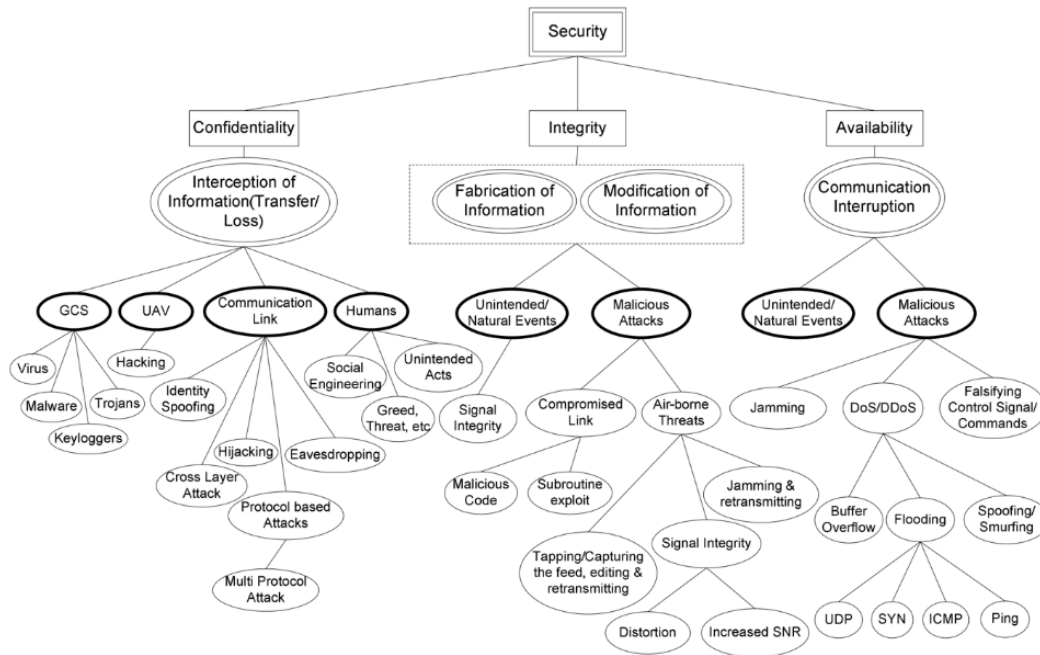 Security
Confidentiality
Integrity
Availability
Interception of
Information(Transfer/
Loss)
Fabrication of
Information
Modification of
Information
Communication
Interruption
GCS
UAV
Communication
Link
Humans
Unintended/
Natural Events
Malicious
Attacks
Unintended/
Natural Events
Malicious
Attacks
Virus
Malware
Keyloggers
Trojans
Hacking
Identity
Spoofing
Cross Layer
Attack
Hijacking
Protocol based
Attacks
Multi Protocol
Attack
Eavesdropping
Social
Engineering
Greed,
Threat, etc
Unintended
Acts
Signal
Integrity
Compromised
Link
Air-borne
Threats
Malicious
Code
Subroutine
exploit
Tapping/Capturing
the feed, editing &
retransmitting
Signal Integrity
Jamming &
retransmitting
Distortion
Increased SNR
Jamming
DoS/DDoS
Falsifying
Control Signal/
Commands
Buffer
Overflow
Flooding
Spoofing/
Smurfing
UDP
SYN
ICMP
Ping